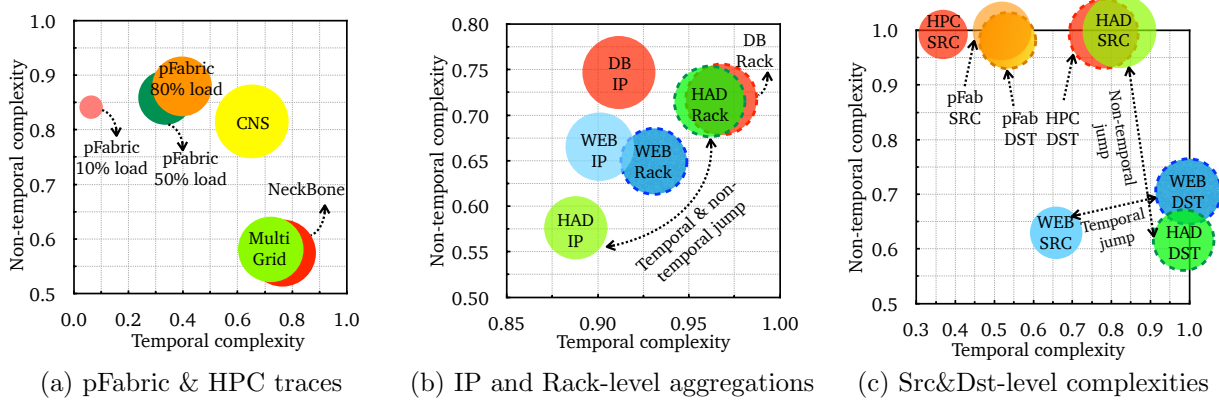 Non-temporal complexity
1.0
0.9
0.8
0.7
0.6
0.5
0.0
0.2
0.4
0.6
0.8
1.0
Temporal complexity
pFabric
80% load
pFabric
10% load
pFabric
50% load
CNS
NeckBone
Multi
Grid
(a) pFabric & HPC traces
Non-temporal complexity
0.80
0.75
0.70
0.65
0.60
0.55
0.50
0.85
0.90
0.95
1.00
Temporal complexity
DB
IP
DB
Rack
HAD
Rack
WEB
IP
WEB
Rack
HAD
IP
Temporal & non-
temporal jump
(b) IP and Rack-level aggregations
Non-temporal complexity
1.0
0.9
0.8
0.7
0.6
0.5
0.3
0.4
0.5
0.6
0.7
0.8
0.9
1.0
Temporal complexity
HPC
SRC
HAD
SRC
pFab
SRC
pFab
DST
HPC
DST
Non-temporal
jump
WEB
DST
WEB
SRC
Temporal
jump
HAD
DST
(c) Src&Dst-level complexities